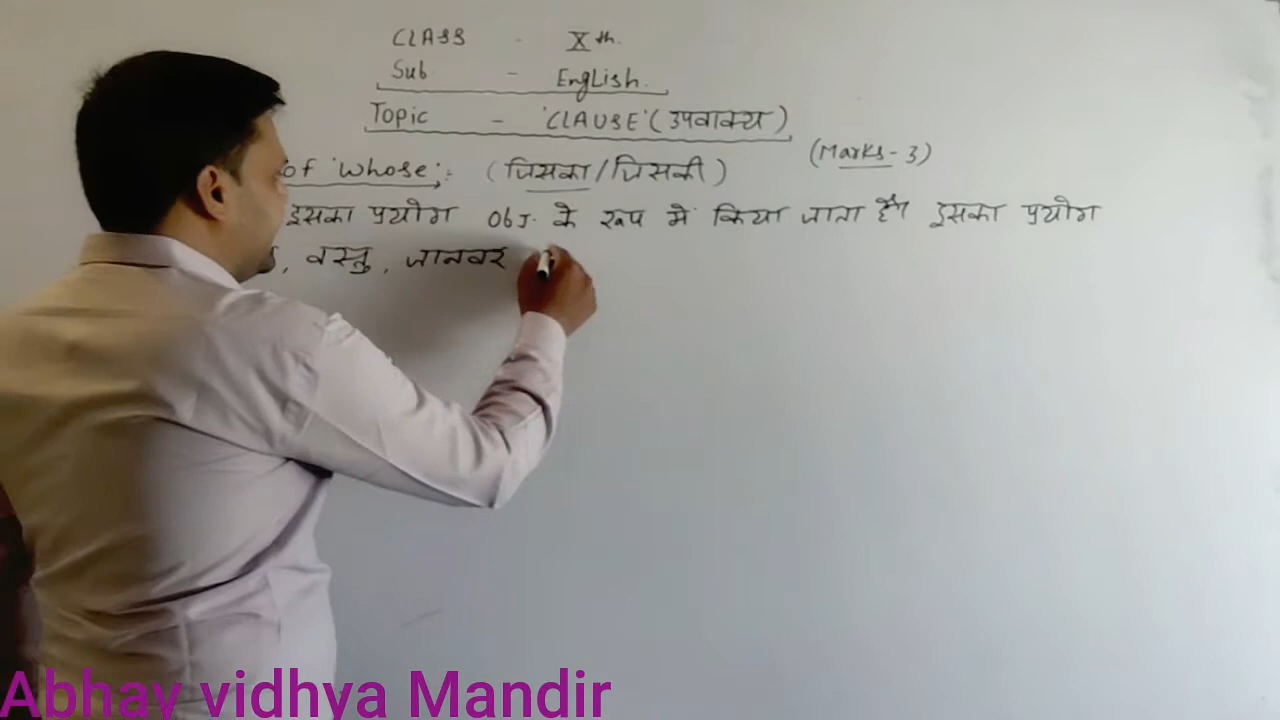 CLASS - Xth.
Sub - English.
Topic - 'CLAUSE' (उपवाक्य)
(Marks-3)
of 'Whose' : (जिसका/जिसकी)
इसका प्रयोग Obj. के रूप में किया जाता है। इसका प्रयोग
, वस्तु, जानवर
Abhay vidhya Mandir